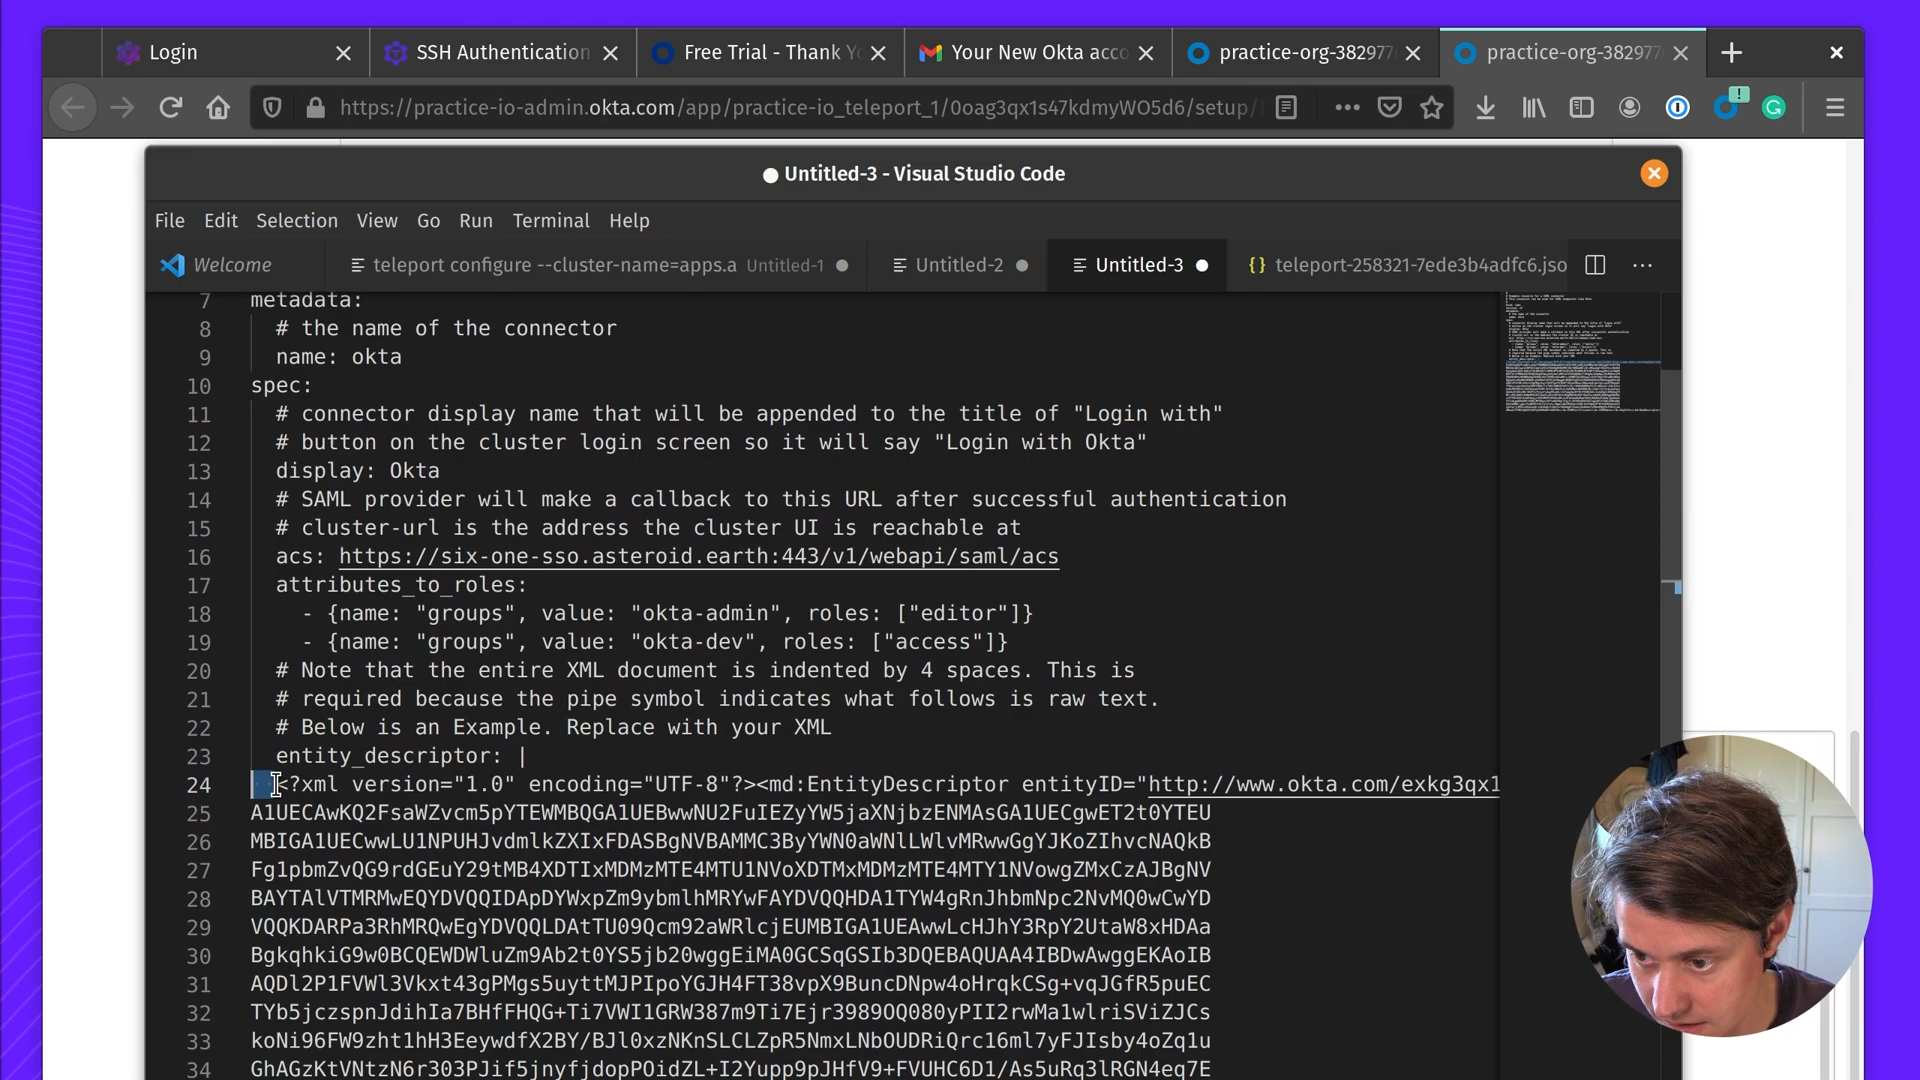 Login
SSH Authentication
Free Trial - Thank Yo
Your New Okta acco
practice-org-382977
practice-org-382977
https://practice-io-admin.okta.com/app/practice-io_teleport_1/0oag3qx1s47kdmyWO5d6/setup/
● Untitled-3 - Visual Studio Code
File Edit Selection View Go Run Terminal Help
Welcome
teleport configure --cluster-name=apps.a Untitled-1
Untitled-2
Untitled-3
{} teleport-258321-7ede3b4adfc6.jso
7 metadata:
8 # the name of the connector
9 name: okta
10 spec:
11 # connector display name that will be appended to the title of "Login with"
12 # button on the cluster login screen so it will say "Login with Okta"
13 display: Okta
14 # SAML provider will make a callback to this URL after successful authentication
15 # cluster-url is the address the cluster UI is reachable at
16 acs: https://six-one-sso.asteroid.earth:443/v1/webapi/saml/acs
17 attributes_to_roles:
18 - {name: "groups", value: "okta-admin", roles: ["editor"]}
19 - {name: "groups", value: "okta-dev", roles: ["access"]}
20 # Note that the entire XML document is indented by 4 spaces. This is
21 # required because the pipe symbol indicates what follows is raw text.
22 # Below is an Example. Replace with your XML
23 entity_descriptor: |
24 <?xml version="1.0" encoding="UTF-8"?><md:EntityDescriptor entityID="http://www.okta.com/exkg3qx1
25 A1UECAwKQ2FsaWZvcm5pYTEWMBQGA1UEBwwNU2FuIEZyYW5jaXNjbzENMAsGA1UECgwET2t0YTEU
26 MBIGA1UECwwLU1NPUHJvdmlkZXIxFDASBgNVBAMMC3ByYWN0aWNlLWlvMRwwGgYJKoZIhvcNAQkB
27 Fg1pbmZvQG9rdGEuY29tMB4XDTIxMDMzMTE4MTU1NVoXDTMxMDMzMTE4MTY1NVowgZMxCzAJBgNV
28 BAYTAlVTMRMwEQYDVQQIDApDYWxpZm9ybmlhMRYwFAYDVQQHDA1TYW4gRnJhbmNpc2NvMQ0wCwYD
29 VQQKDARPa3RhMRQwEgYDVQQLDAtTU09Qcm92aWRlcjEUMBIGA1UEAwwLcHJhY3RpY2UtaW8xHDAa
30 BgkqhkiG9w0BCQEWDWluZm9Ab2t0YS5jb20wggEiMA0GCSqGSIb3DQEBAQUAA4IBDwAwggEKAoIB
31 AQDl2P1FVWl3Vkxt43gPMgs5uyttMJPIpoYGJH4FT38vpX9BuncDNpw4oHrqkCSg+vqJGfR5puEC
32 TYb5jczspnJdihIa7BHfFHQG+Ti7VWI1GRW387m9Ti7Ejr3989OQ080yPII2rwMa1wlriSViZJCs
33 koNi96FW9zht1hH3EeywdfX2BY/BJl0xzNKnSLCLZpR5NmxLNbOUDRiQrc16ml7yFJIsby4oZq1u
34 GhAGzKtVNtzN6r303PJif5jnyfjdopPOidZL+I2Yupp9pJHfV9+FVUHC6D1/As5uRq3lRGN4eq7E